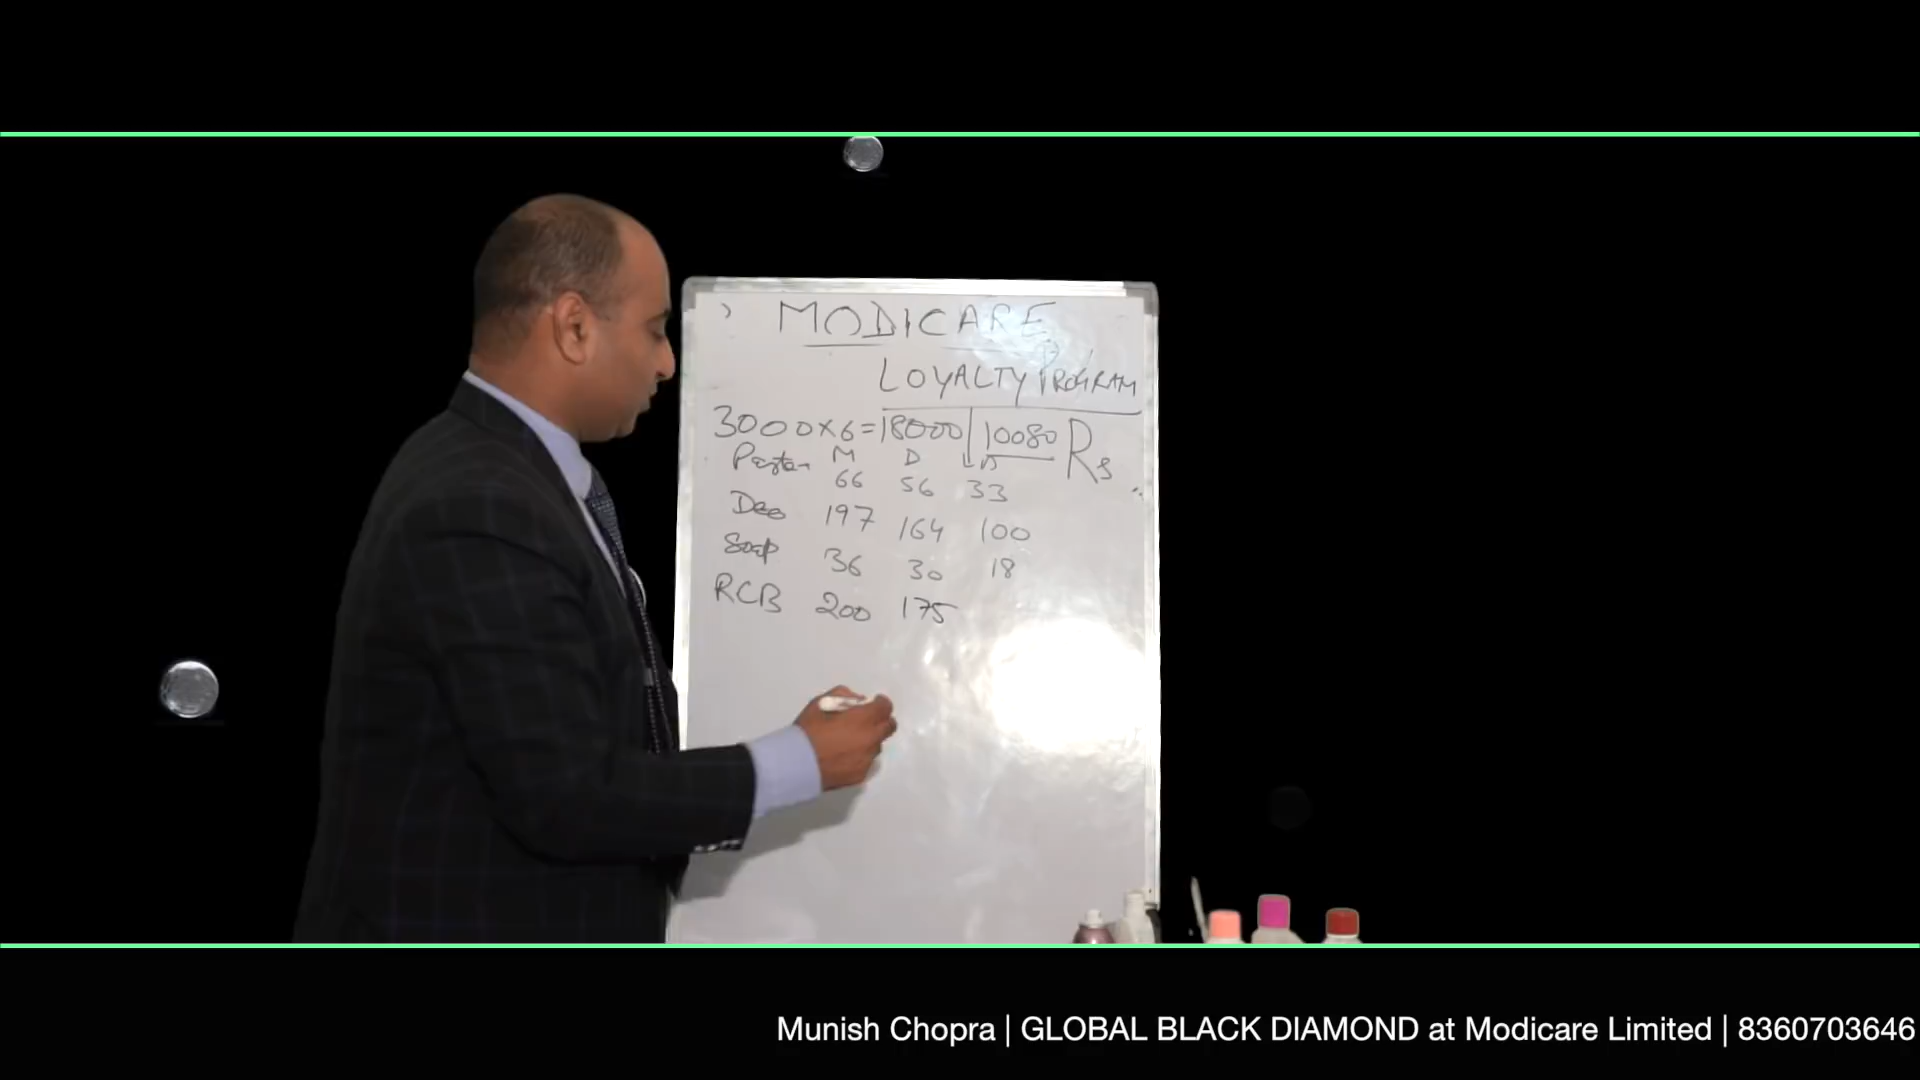 MODICARE
LOYALTY PROGRAM
3000x6=18000 10080 Rs
M D LD
66 56 33
Deo 197 164 100
Soap 36 30 18
RCB 200 175
Munish Chopra | GLOBAL BLACK DIAMOND at Modicare Limited | 8360703646